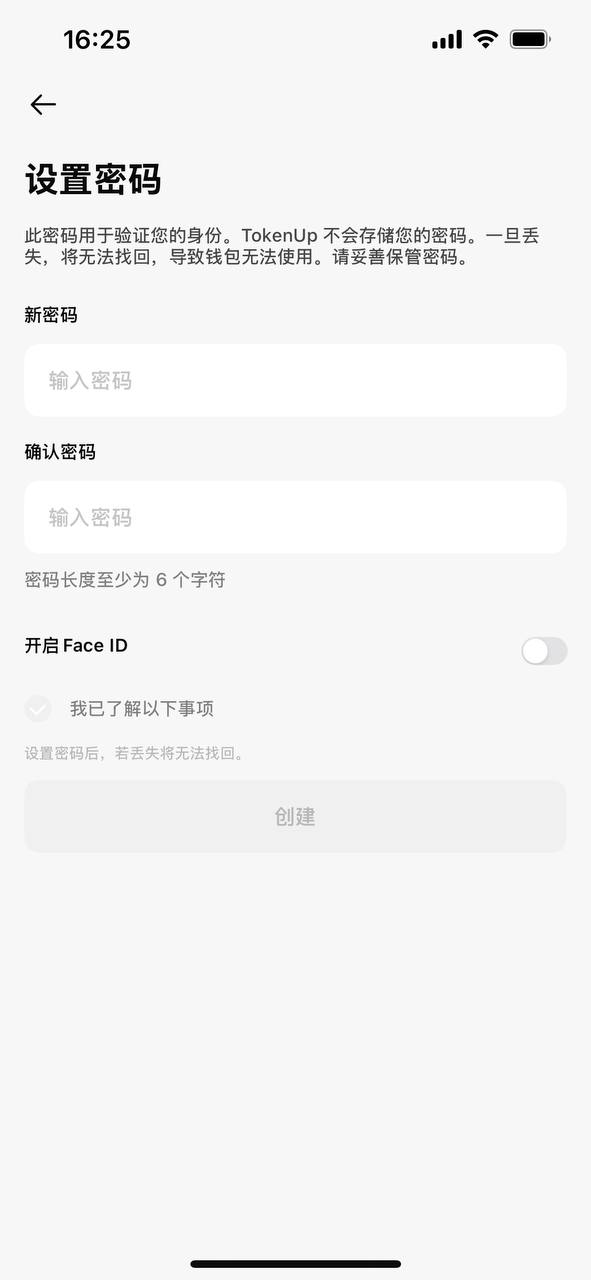 16:25
设置密码
此密码用于验证您的身份。TokenUp 不会存储您的密码。一旦丢
失，将无法找回，导致钱包无法使用。请妥善保管密码。
新密码
输入密码
确认密码
输入密码
密码长度至少为 6 个字符
开启 Face ID
我已了解以下事项
设置密码后，若丢失将无法找回。
创建